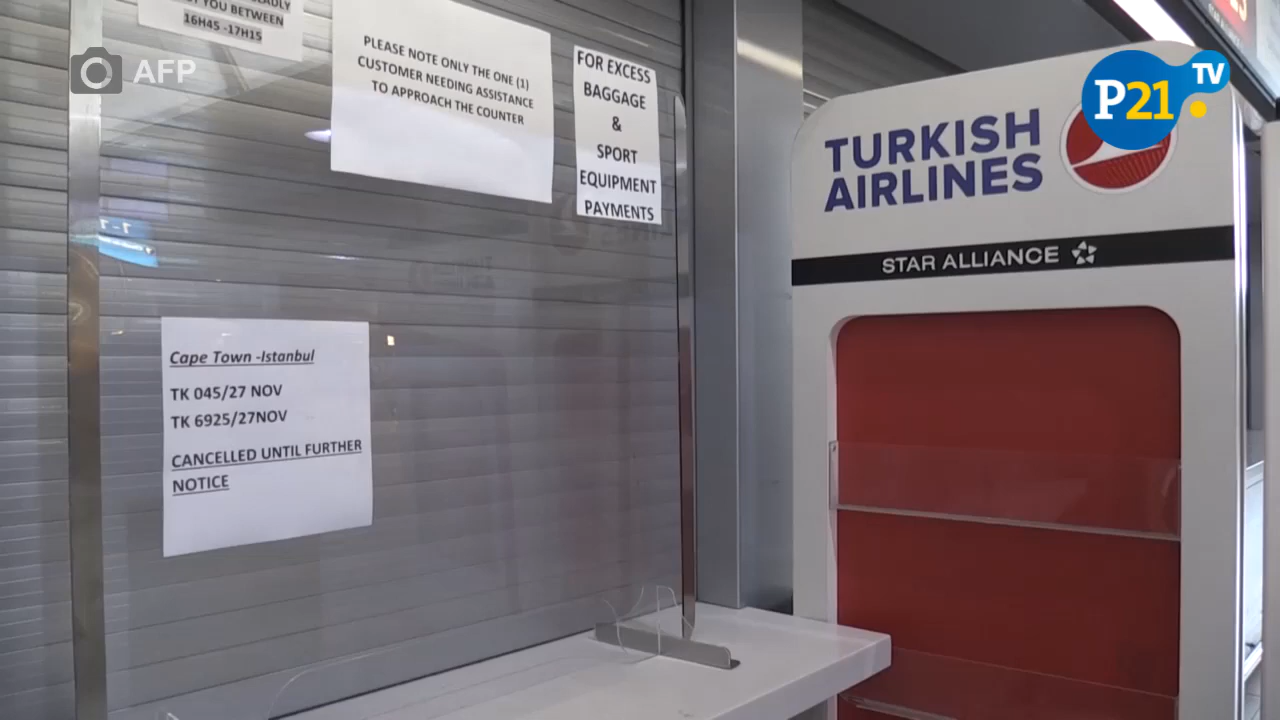 YOU BETWEEN
16H45 -17H15
AFP
PLEASE NOTE ONLY THE ONE (1)
CUSTOMER NEEDING ASSISTANCE
TO APPROACH THE COUNTER
FOR EXCESS
BAGGAGE
&
SPORT
EQUIPMENT
PAYMENTS
Cape Town -Istanbul
TK 045/27 NOV
TK 6925/27NOV
CANCELLED UNTIL FURTHER
NOTICE
TURKISH
AIRLINES
STAR ALLIANCE
P21 TV